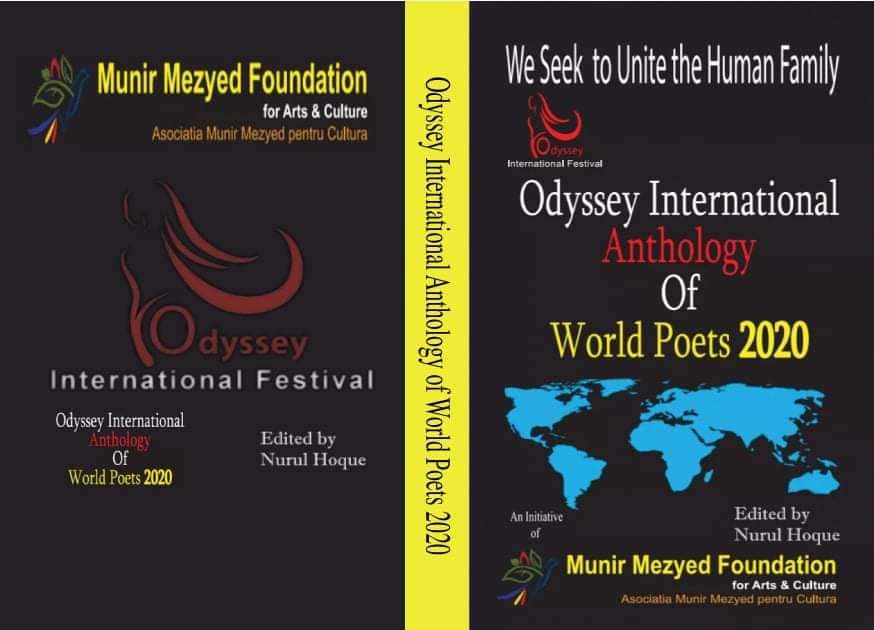 Munir Mezyed Foundation
for Arts & Culture
Asociatia Munir Mezyed pentru Cultura
Odyssey
International Festival
Odyssey International
Anthology
Of
World Poets 2020
Edited by
Nurul Hoque
Odyssey International Anthology of World Poets 2020
We Seek to Unite the Human Family
Odyssey
International Festival
Odyssey International
Anthology
Of
World Poets 2020
An Initiative
of
Edited by
Nurul Hoque
Munir Mezyed Foundation
for Arts & Culture
Asociatia Munir Mezyed pentru Cultura